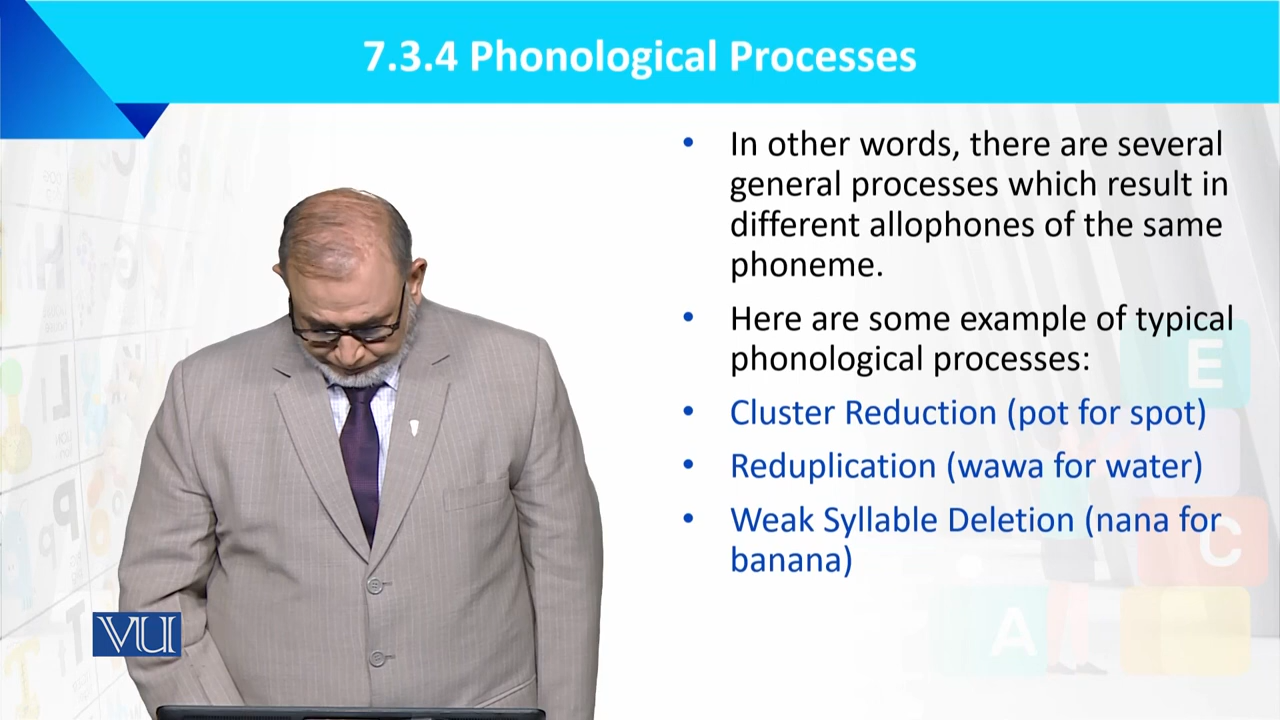 7.3.4 Phonological Processes
• In other words, there are several
general processes which result in
different allophones of the same
phoneme.
• Here are some example of typical
phonological processes:
• Cluster Reduction (pot for spot)
• Reduplication (wawa for water)
• Weak Syllable Deletion (nana for
banana)
VU
E
C
A